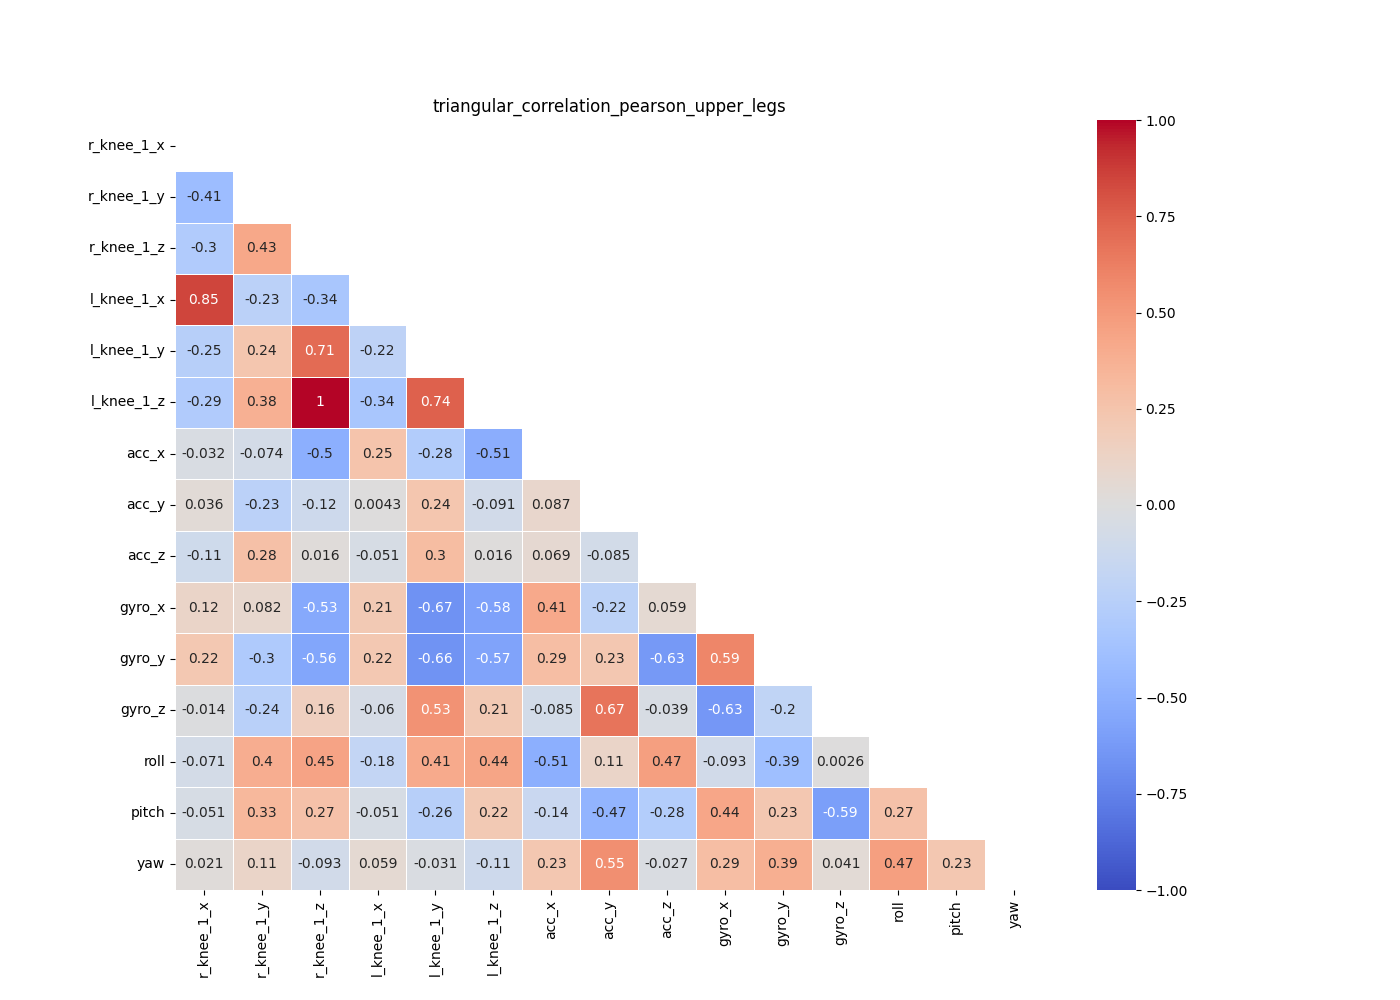 triangular_correlation_pearson_upper_legs
r_knee_1_x
r_knee_1_y -0.41
r_knee_1_z -0.3 0.43
l_knee_1_x 0.85 -0.23 -0.34
l_knee_1_y -0.25 0.24 0.71 -0.22
l_knee_1_z -0.29 0.38 1 -0.34 0.74
acc_x -0.032 -0.074 -0.5 0.25 -0.28 -0.51
acc_y 0.036 -0.23 -0.12 0.0043 0.24 -0.091 0.087
acc_z -0.11 0.28 0.016 -0.051 0.3 0.016 0.069 -0.085
gyro_x 0.12 0.082 -0.53 0.21 -0.67 -0.58 0.41 -0.22 0.059
gyro_y 0.22 -0.3 -0.56 0.22 -0.66 -0.57 0.29 0.23 -0.63 0.59
gyro_z -0.014 -0.24 0.16 -0.06 0.53 0.21 -0.085 0.67 -0.039 -0.63 -0.2
roll -0.071 0.4 0.45 -0.18 0.41 0.44 -0.51 0.11 0.47 -0.093 -0.39 0.0026
pitch -0.051 0.33 0.27 -0.051 -0.26 0.22 -0.14 -0.47 -0.28 0.44 0.23 -0.59 0.27
yaw 0.021 0.11 -0.093 0.059 -0.031 -0.11 0.23 0.55 -0.027 0.29 0.39 0.041 0.47 0.23
r_knee_1_x r_knee_1_y r_knee_1_z l_knee_1_x l_knee_1_y l_knee_1_z acc_x acc_y acc_z gyro_x gyro_y gyro_z roll pitch yaw
1.00
0.75
0.50
0.25
0.00
−0.25
−0.50
−0.75
−1.00